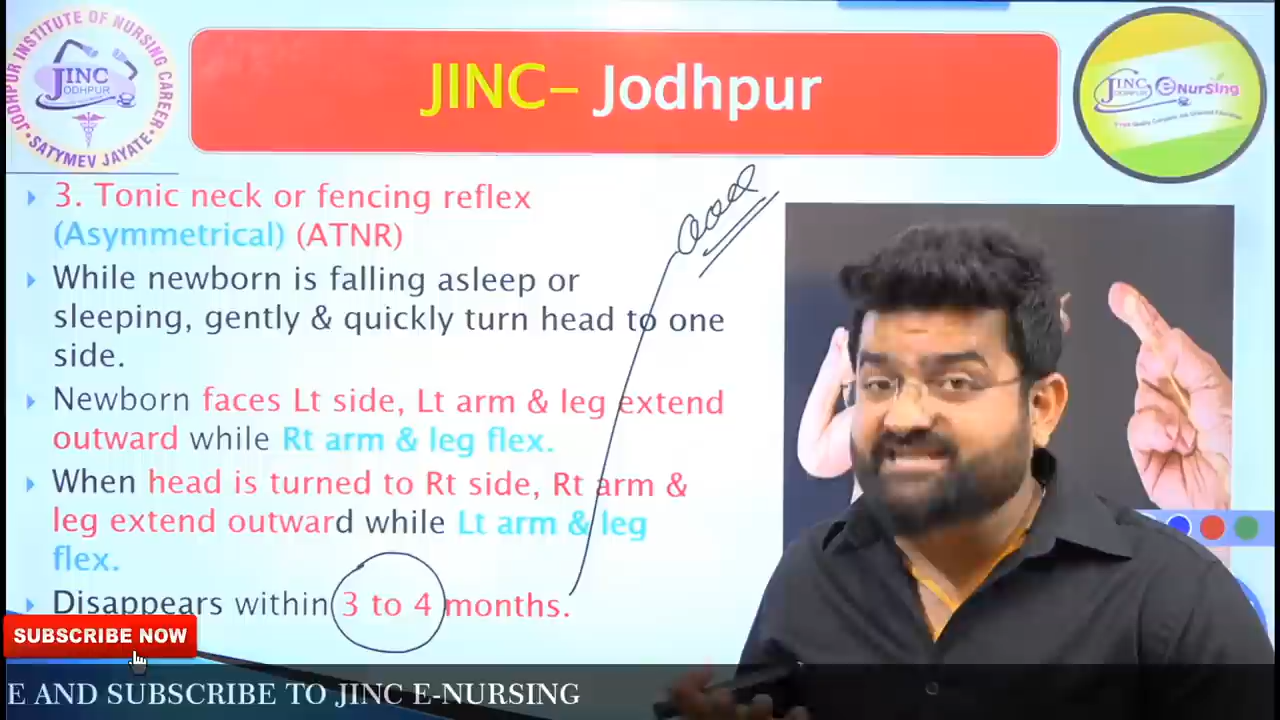 JODHPUR INSTITUTE OF NURSING CAREER
JINC
JODHPUR
• SATYMEV JAYATE •
JINC– Jodhpur
JINC
JODHPUR
e NurSing
3. Tonic neck or fencing reflex
(Asymmetrical) (ATNR)
While newborn is falling asleep or
sleeping, gently & quickly turn head to one
side.
Newborn faces Lt side, Lt arm & leg extend
outward while Rt arm & leg flex.
When head is turned to Rt side, Rt arm &
leg extend outward while Lt arm & leg
flex.
Disappears within 3 to 4 months.
SUBSCRIBE NOW
E AND SUBSCRIBE TO JINC E-NURSING